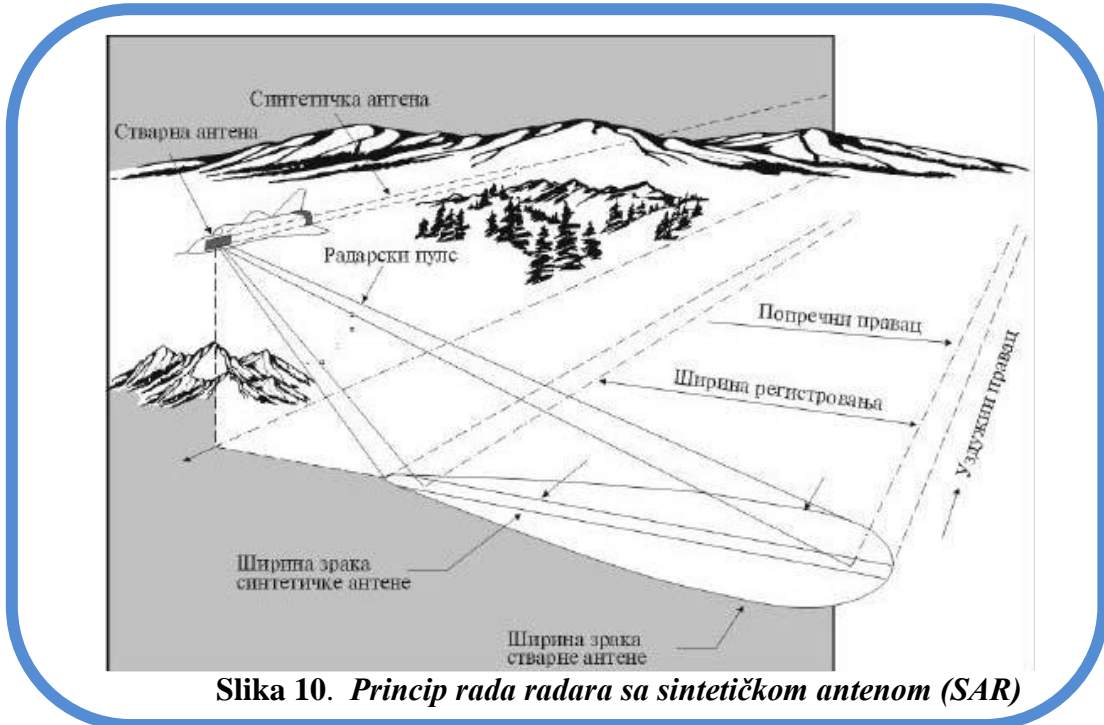 Синтетичка антена
Стварна антена
Радарски пулс
Попречни правац
Ширина регистровања
Уздужни правац
Ширина зрака
синтетичке антене
Ширина зрака
стварне антене
Slika 10. Princip rada radara sa sintetičkom antenom (SAR)